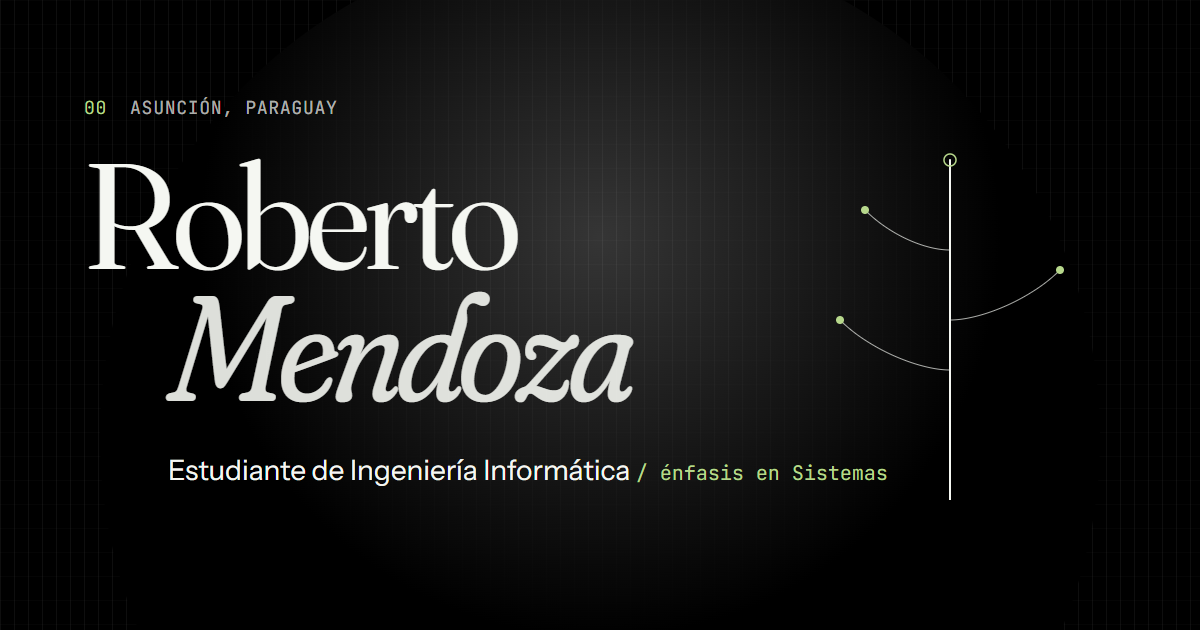 00 ASUNCIÓN, PARAGUAY
Roberto
Mendoza
Estudiante de Ingeniería Informática / énfasis en Sistemas